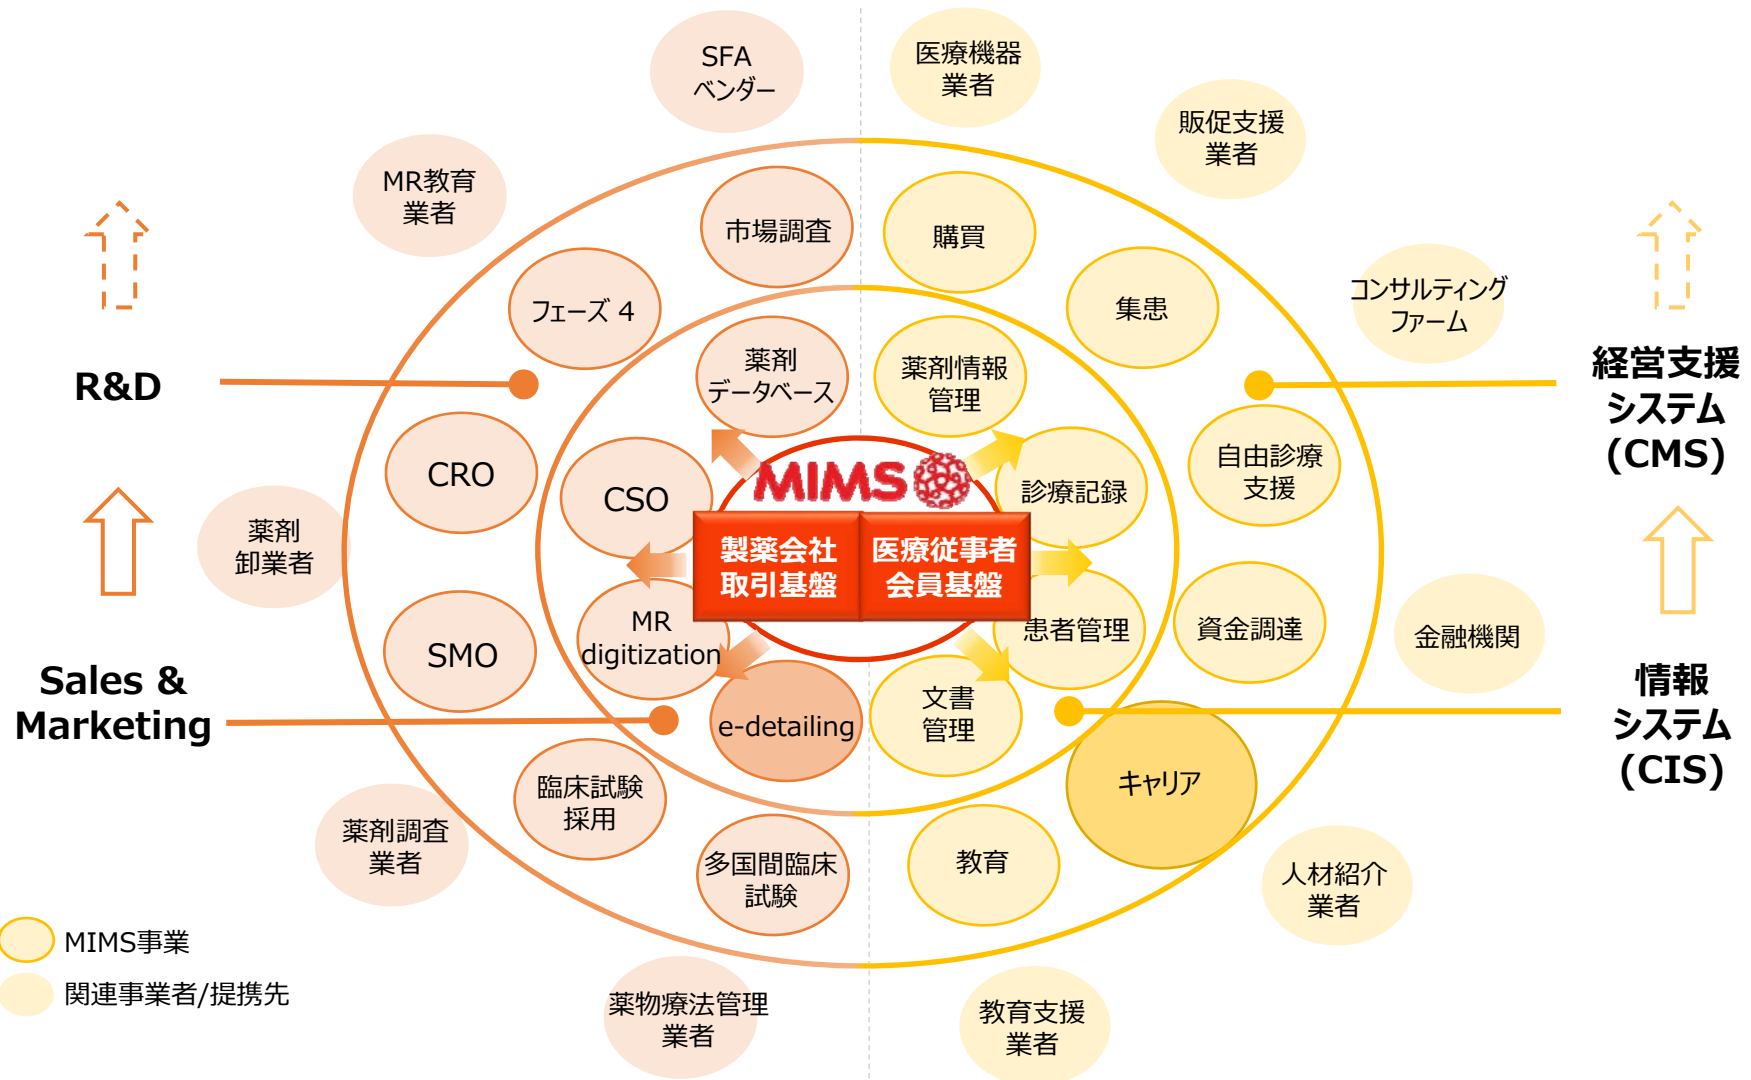 SFA
ベンダー
医療機器
業者
販促支援
業者
MR教育
業者
市場調査
購買
フェーズ 4
集患
コンサルティング
ファーム
R&D
薬剤
データベース
薬剤情報
管理
経営支援
システム
(CMS)
CRO
CSO
MIMS
診療記録
自由診療
支援
薬剤
卸業者
製薬会社
取引基盤
医療従事者
会員基盤
SMO
MR
digitization
患者管理
資金調達
金融機関
Sales &
Marketing
e-detailing
文書
管理
情報
システム
(CIS)
臨床試験
採用
キャリア
薬剤調査
業者
多国間臨床
試験
教育
人材紹介
業者
MIMS事業
関連事業者/提携先
薬物療法管理
業者
教育支援
業者